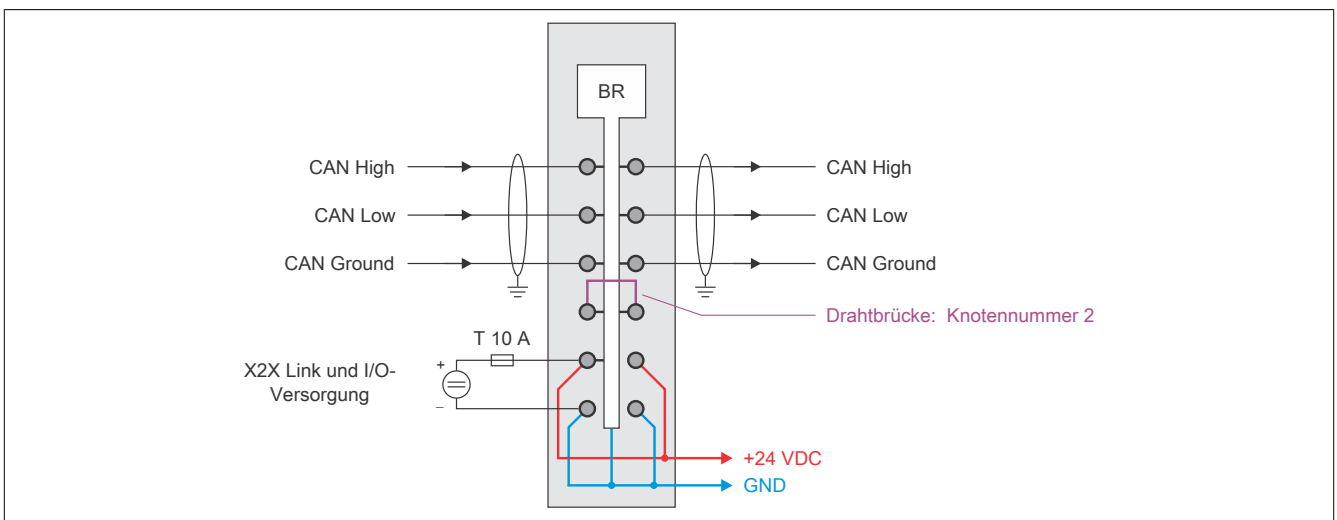 BR
CAN High
CAN High
CAN Low
CAN Low
CAN Ground
CAN Ground
Drahtbrücke: Knotennummer 2
T 10 A
X2X Link und I/O-
Versorgung
+
–
+24 VDC
GND